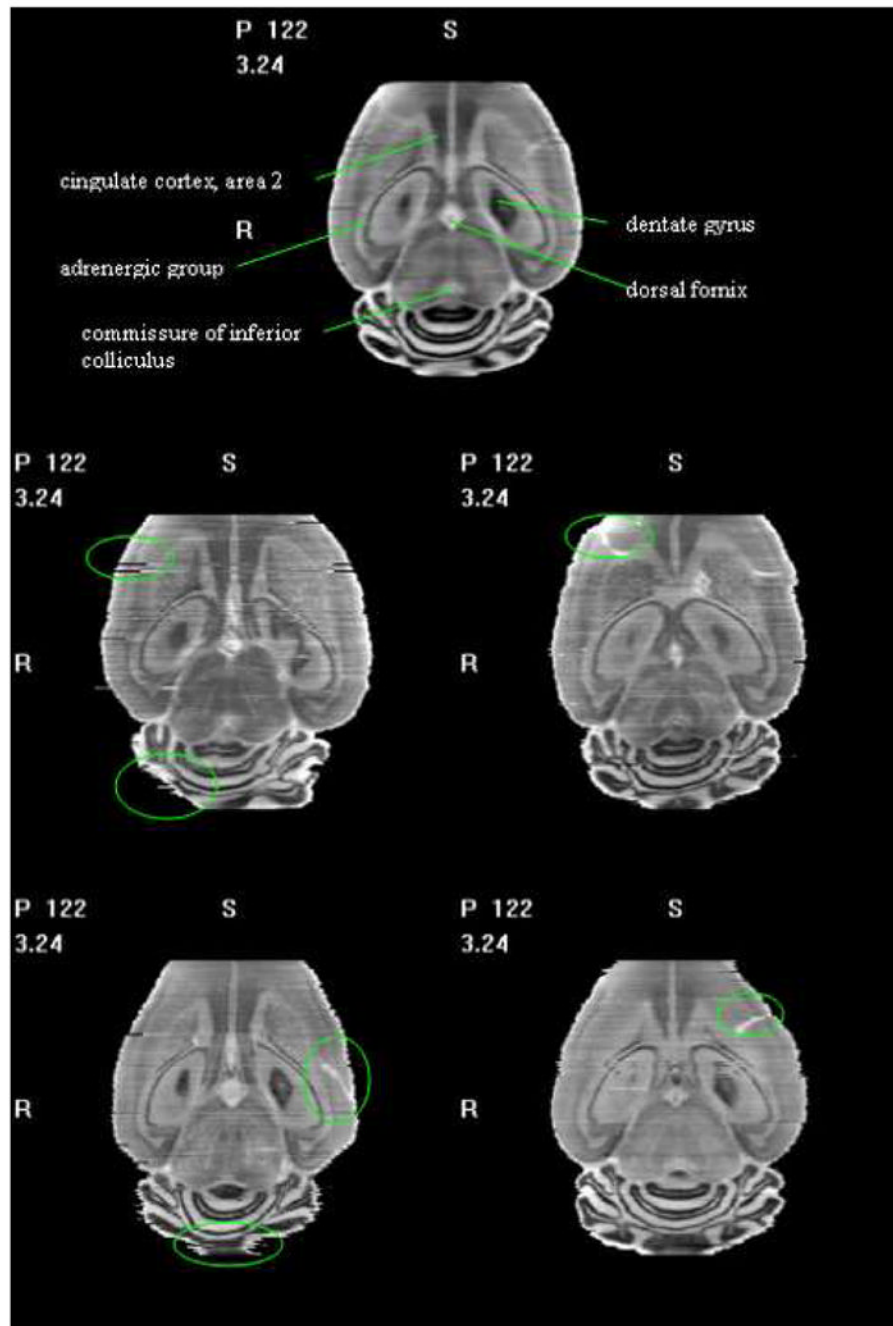 P 122 S
3.24
cingulate cortex, area 2
R
dentate gyrus
adrenergic group
dorsal fornix
commissure of inferior
colliculus
P 122 S
3.24
R
P 122 S
3.24
R
P 122 S
3.24
R
P 122 S
3.24
R